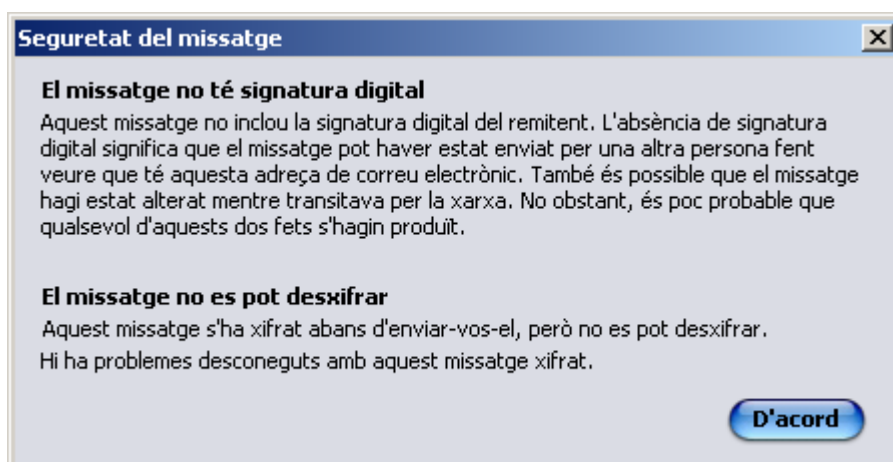 Seguretat del missatge
El missatge no té signatura digital
Aquest missatge no inclou la signatura digital del remitent. L'absència de signatura
digital significa que el missatge pot haver estat enviat per una altra persona fent
veure que té aquesta adreça de correu electrònic. També és possible que el missatge
hagi estat alterat mentre transitava per la xarxa. No obstant, és poc probable que
qualsevol d'aquests dos fets s'hagin produït.
El missatge no es pot desxifrar
Aquest missatge s'ha xifrat abans d'enviar-vos-el, però no es pot desxifrar.
Hi ha problemes desconeguts amb aquest missatge xifrat.
D'acord